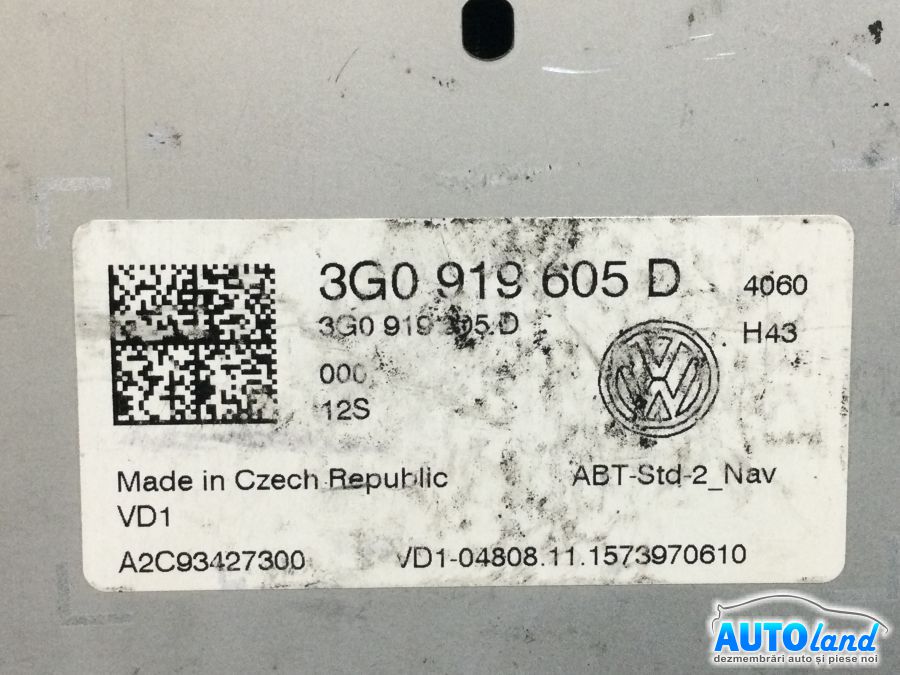 3G0 919 605 D
4060
3G0 919 D
H43
000
12S
Made in Czech Republic
ABT-Std-2_Nav
VD1
A2C93427300
VD1-04808.11.1573970610
AUTOland
dezmembrări auto și piese noi